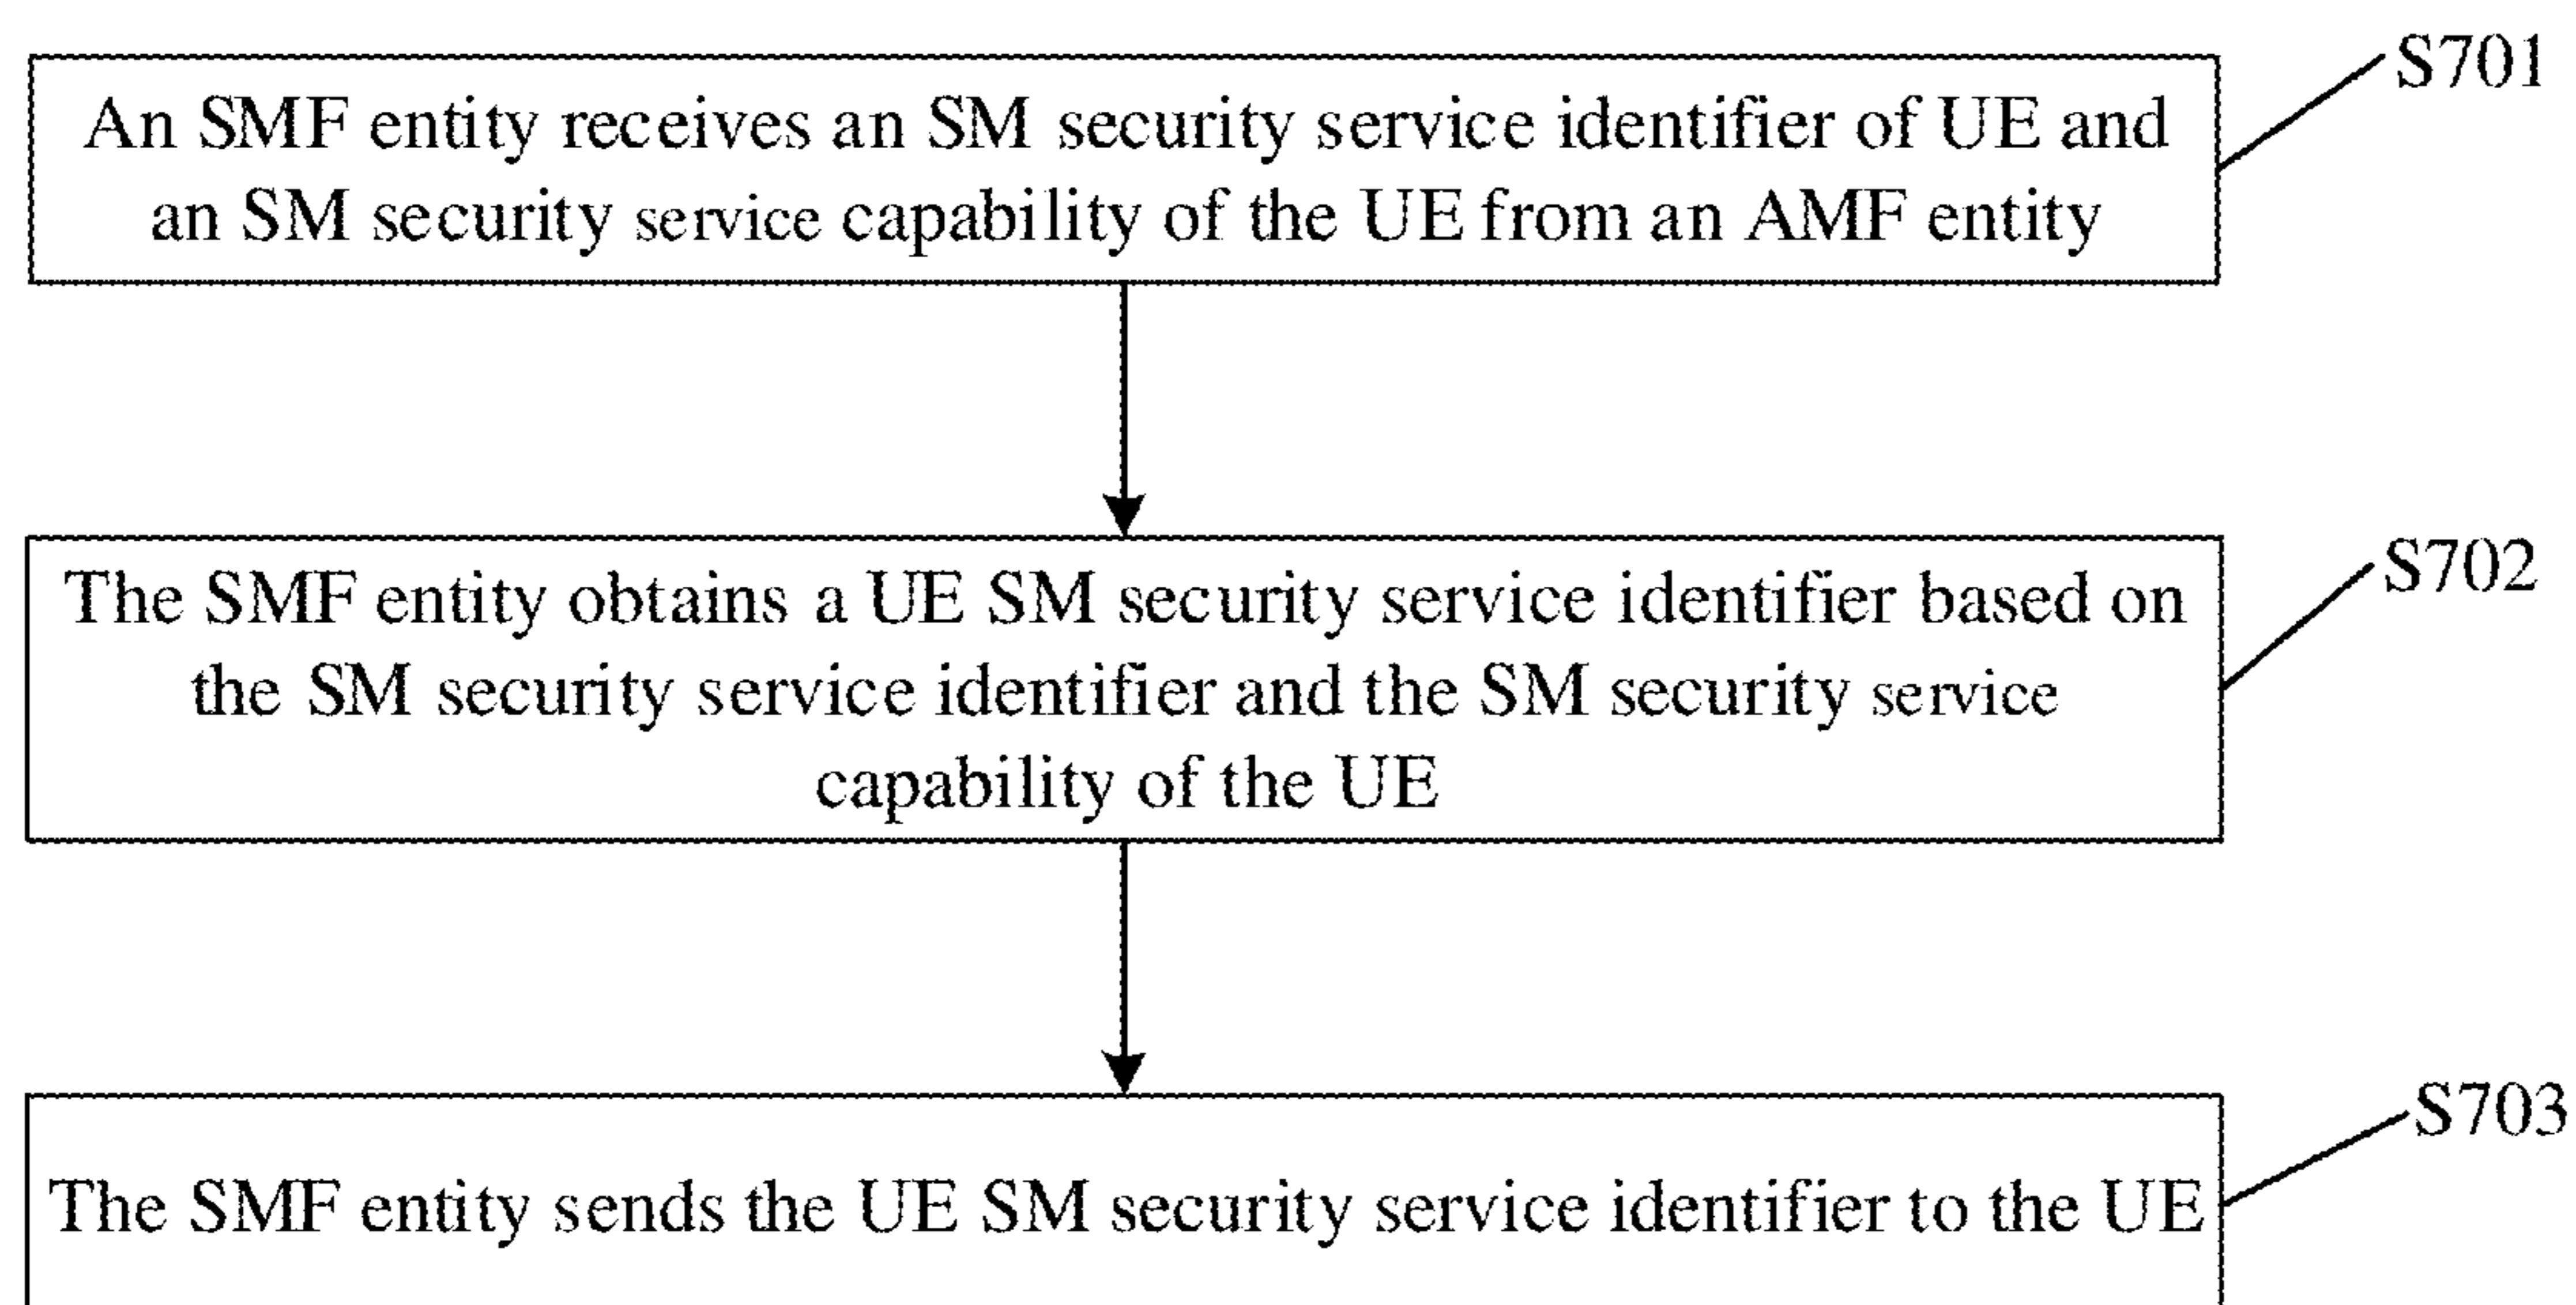 S701
An SMF entity receives an SM security service identifier of UE and
an SM security service capability of the UE from an AMF entity
S702
The SMF entity obtains a UE SM security service identifier based on
the SM security service identifier and the SM security service
capability of the UE
S703
The SMF entity sends the UE SM security service identifier to the UE